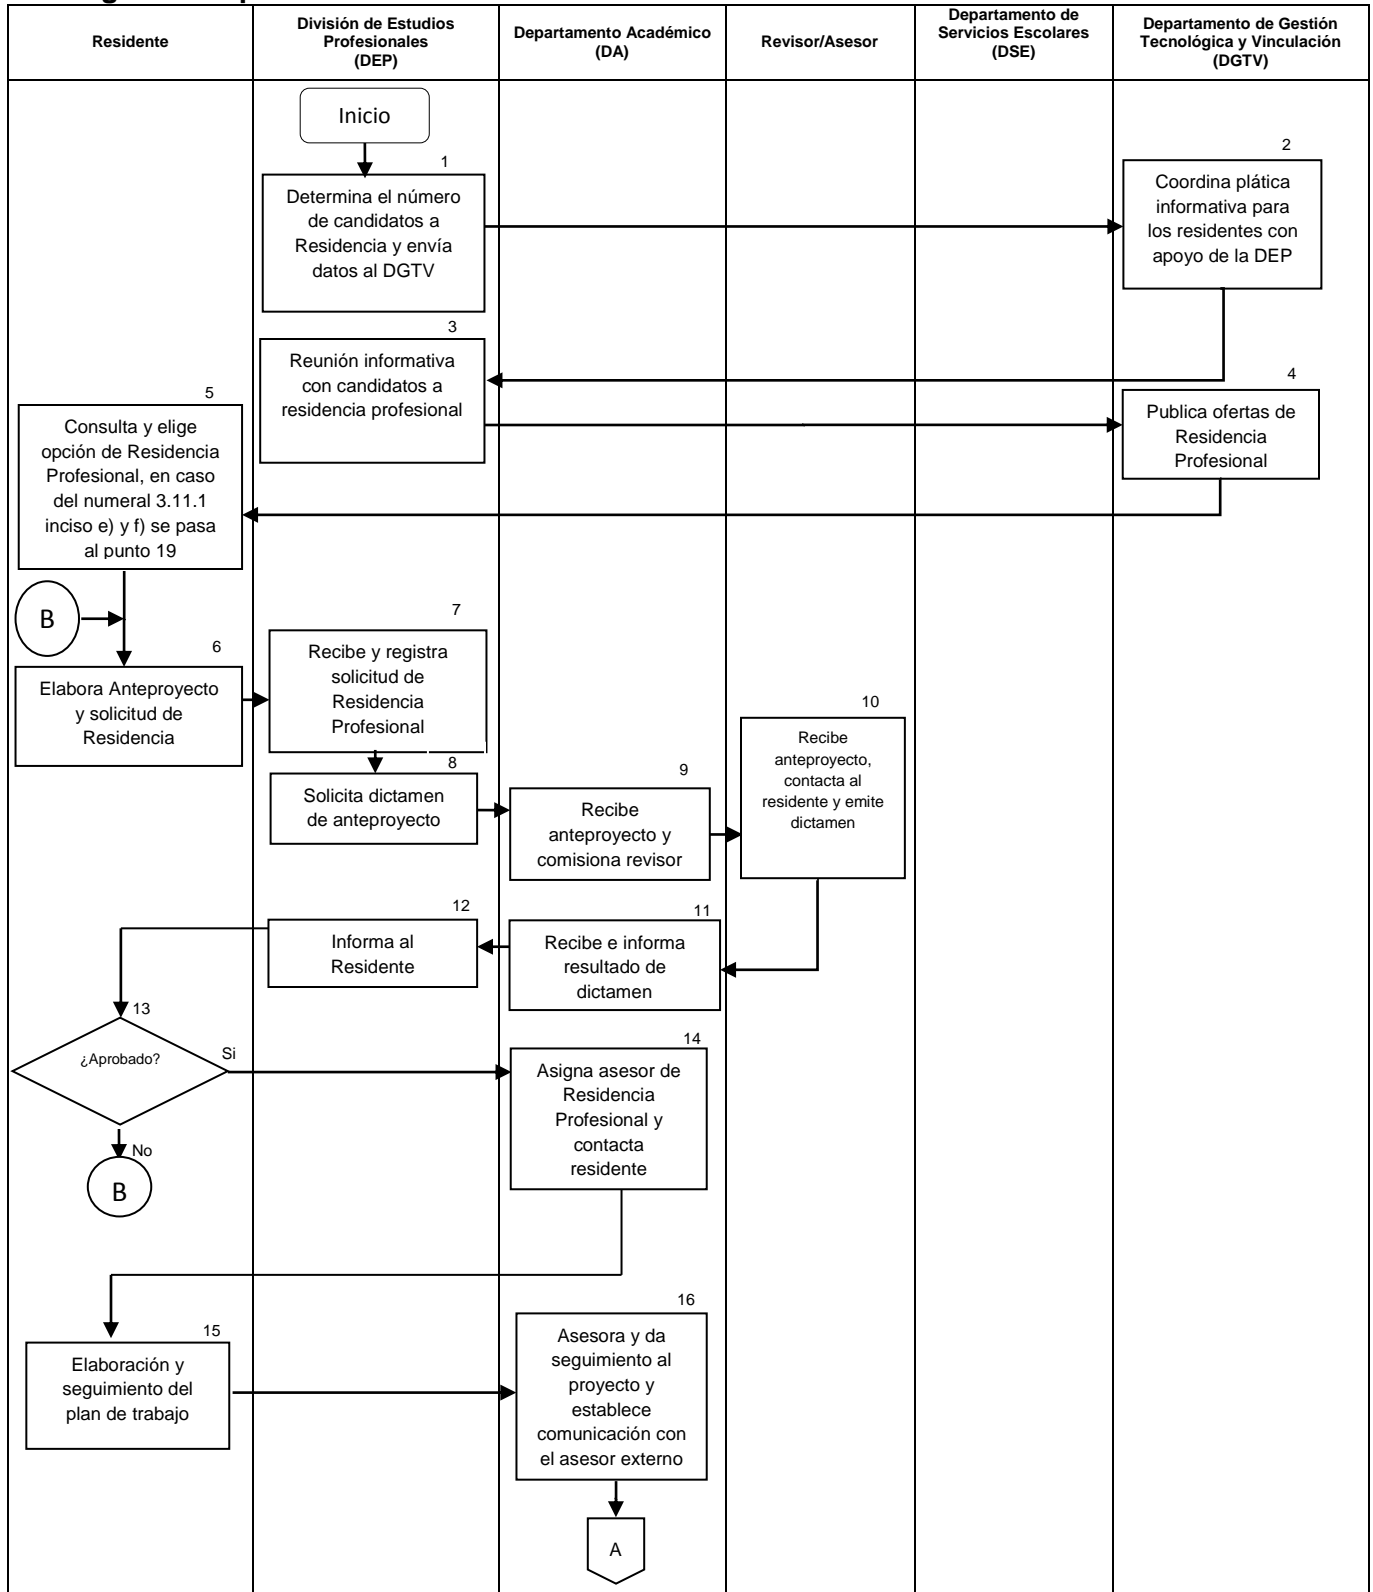 Residente
División de Estudios
Profesionales
(DEP)
Departamento Académico
(DA)
Revisor/Asesor
Departamento de
Servicios Escolares
(DSE)
Departamento de Gestión
Tecnológica y Vinculación
(DGTV)
Inicio
1
Determina el número
de candidatos a
Residencia y envía
datos al DGTV
2
Coordina plática
informativa para
los residentes con
apoyo de la DEP
3
Reunión informativa
con candidatos a
residencia profesional
4
Publica ofertas de
Residencia
Profesional
5
Consulta y elige
opción de Residencia
Profesional, en caso
del numeral 3.11.1
inciso e) y f) se pasa
al punto 19
B
6
Elabora Anteproyecto
y solicitud de
Residencia
7
Recibe y registra
solicitud de
Residencia
Profesional
8
Solicita dictamen
de anteproyecto
9
Recibe
anteproyecto y
comisiona revisor
10
Recibe
anteproyecto,
contacta al
residente y emite
dictamen
11
Recibe e informa
resultado de
dictamen
12
Informa al
Residente
13
¿Aprobado?
Si
No
B
14
Asigna asesor de
Residencia
Profesional y
contacta
residente
15
Elaboración y
seguimiento del
plan de trabajo
16
Asesora y da
seguimiento al
proyecto y
establece
comunicación con
el asesor externo
A